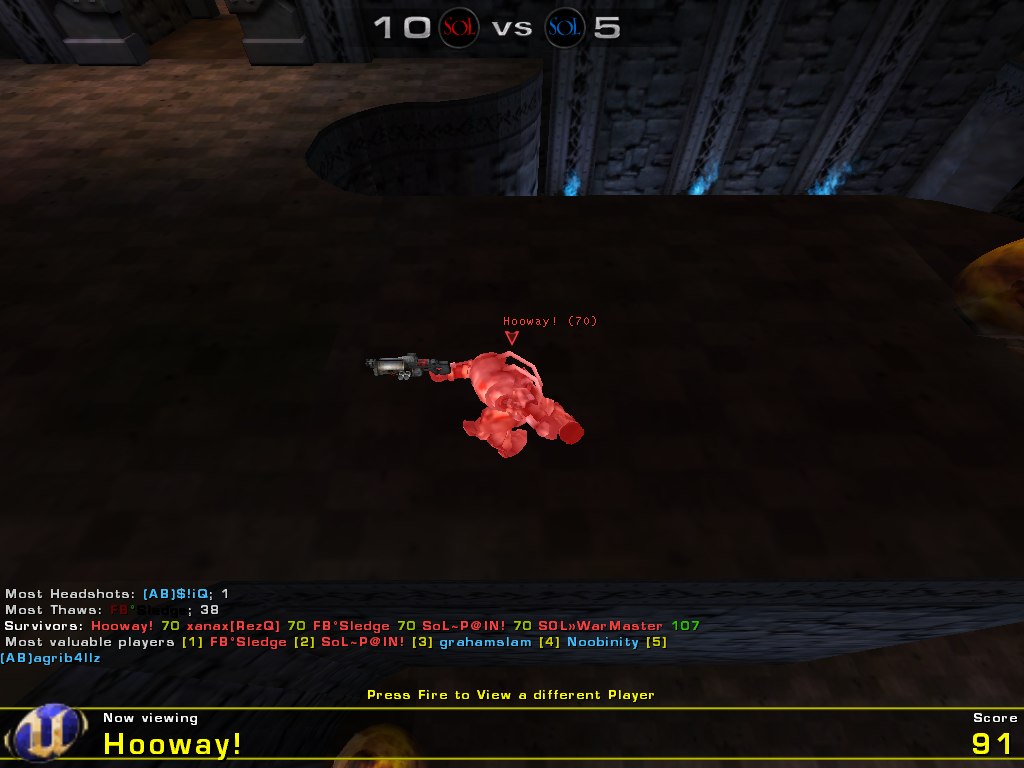 10 SOL vs SOL 5
Hooway! (70)
Most Headshots: (AB)$!iQ; 1
Most Thaws: FB°Sledge; 38
Survivors: Hooway! 70 xanax[RezQ] 70 FB°Sledge 70 SoL~P@IN! 70 SOL»WarMaster 107
Most valuable players [1] FB°Sledge [2] SoL~P@IN! [3] grahamslam [4] Noobinity [5]
(AB)agrib4llz
Press Fire to View a different Player
Now viewing
Score
Hooway!
91